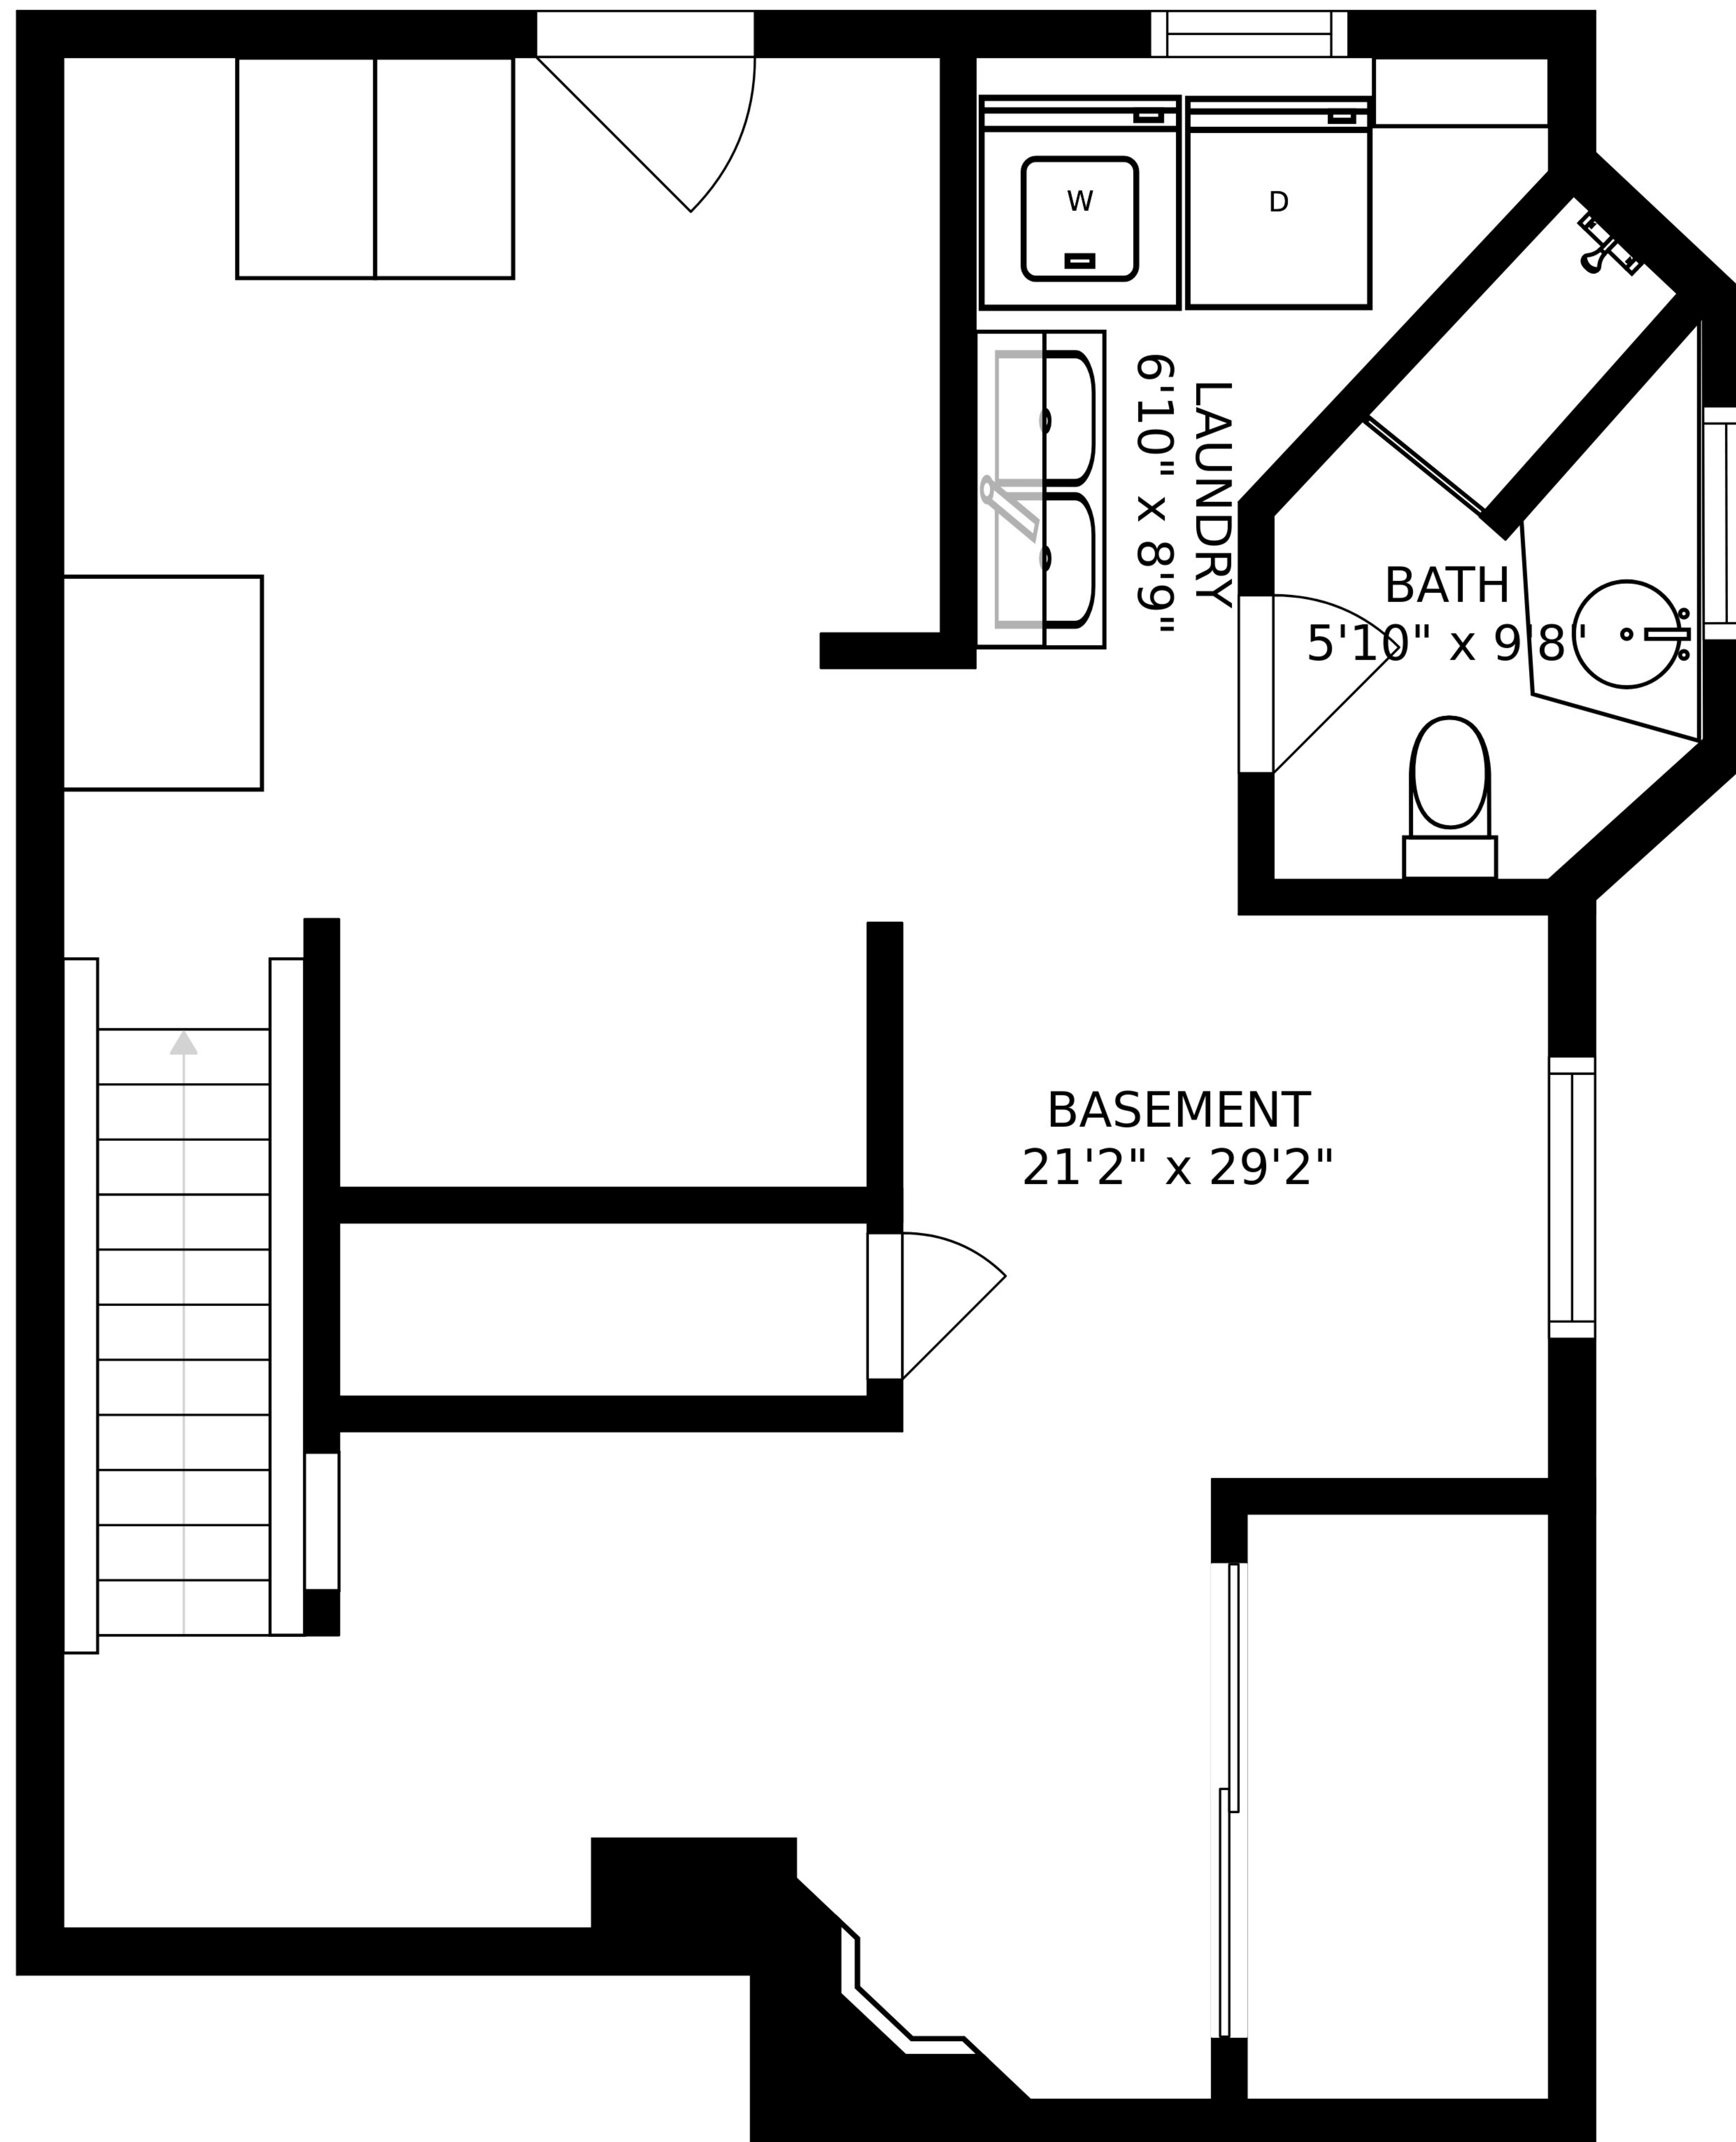 W
D
LAUNDRY
6'10" x 8'9"
BATH
5'10" x 9'8"
BASEMENT
21'2" x 29'2"